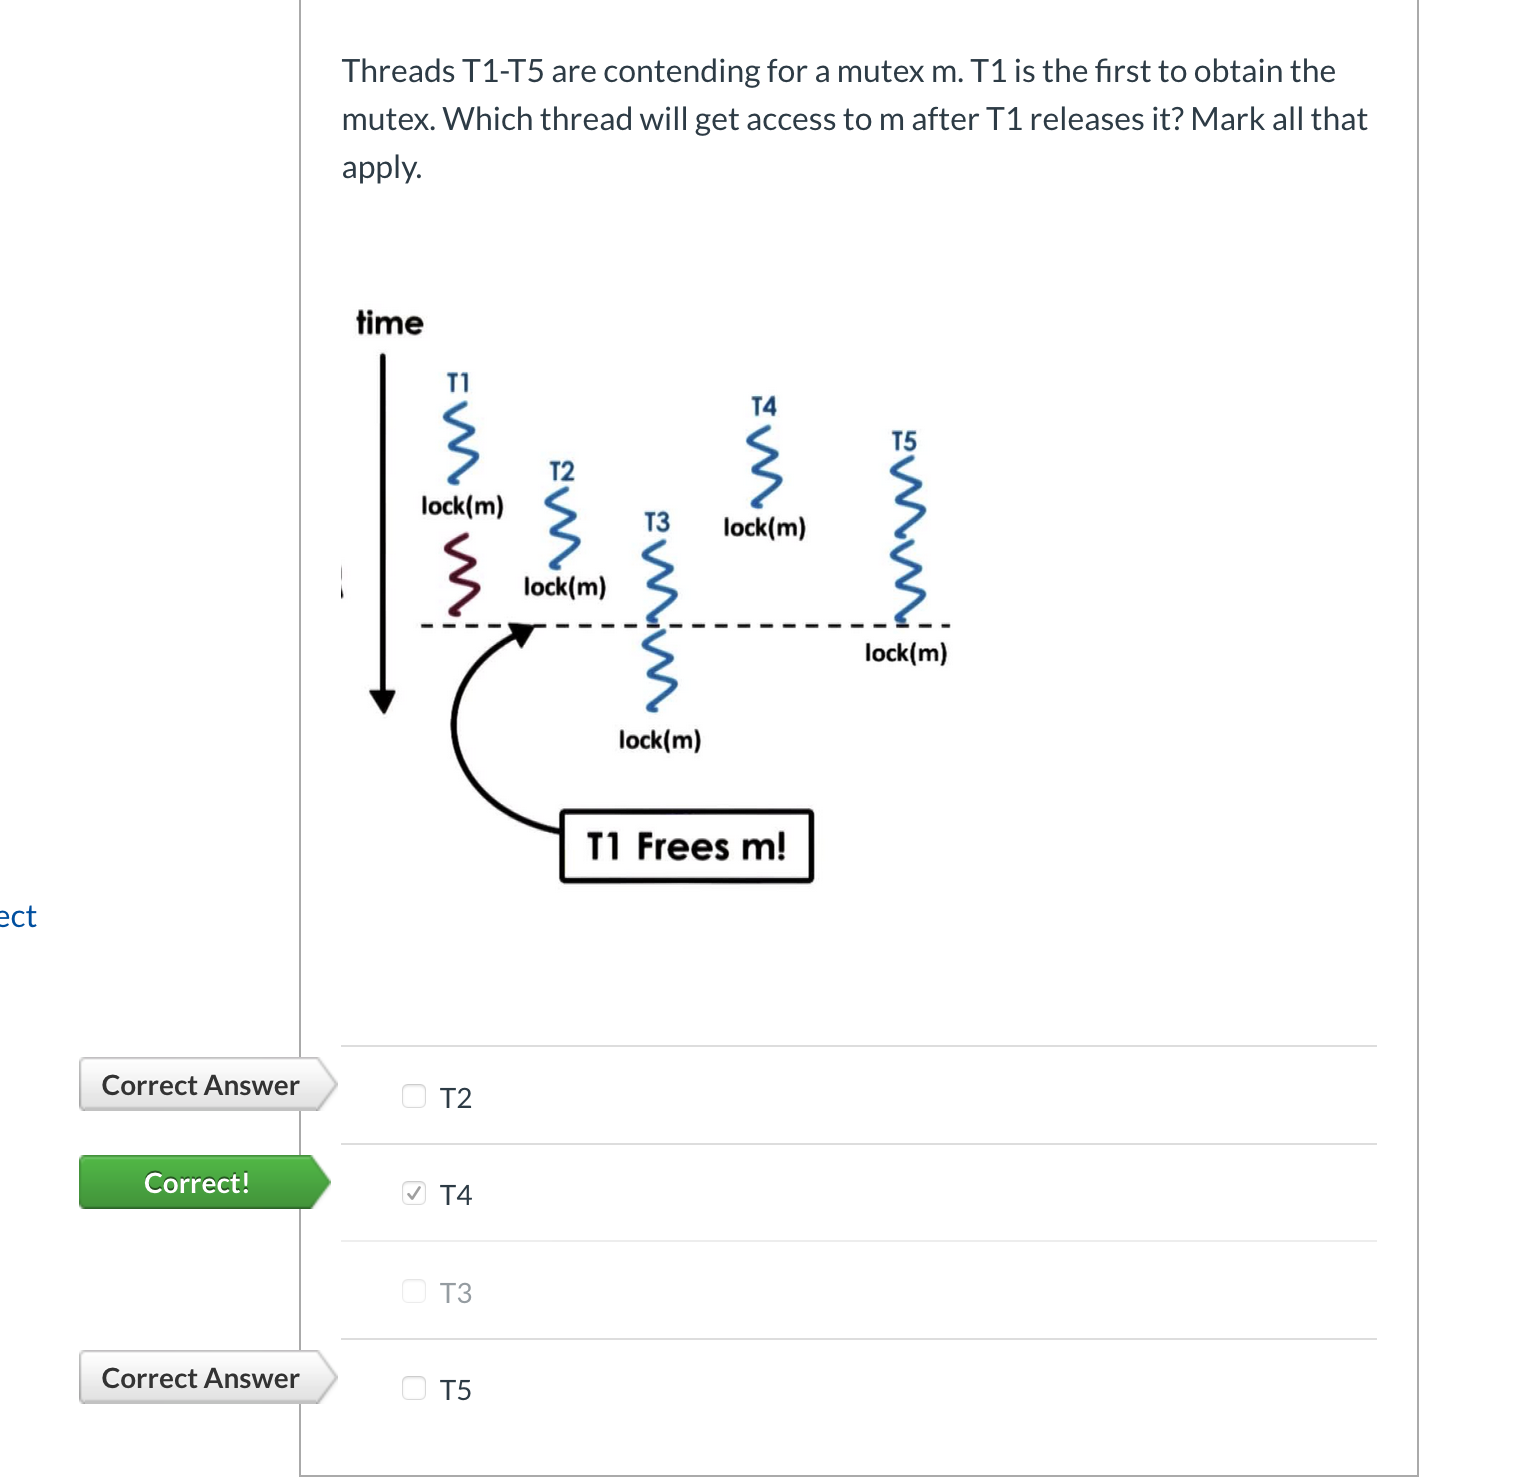 Threads T1-T5 are contending for a mutex m. T1 is the first to obtain the
mutex. Which thread will get access to m after T1 releases it? Mark all that
apply.
time
T1
T4
T5
T2
lock(m)
T3
lock(m)
lock(m)
lock(m)
lock(m)
T1 Frees m!
ect
Correct Answer
T2
Correct!
T4
T3
Correct Answer
T5